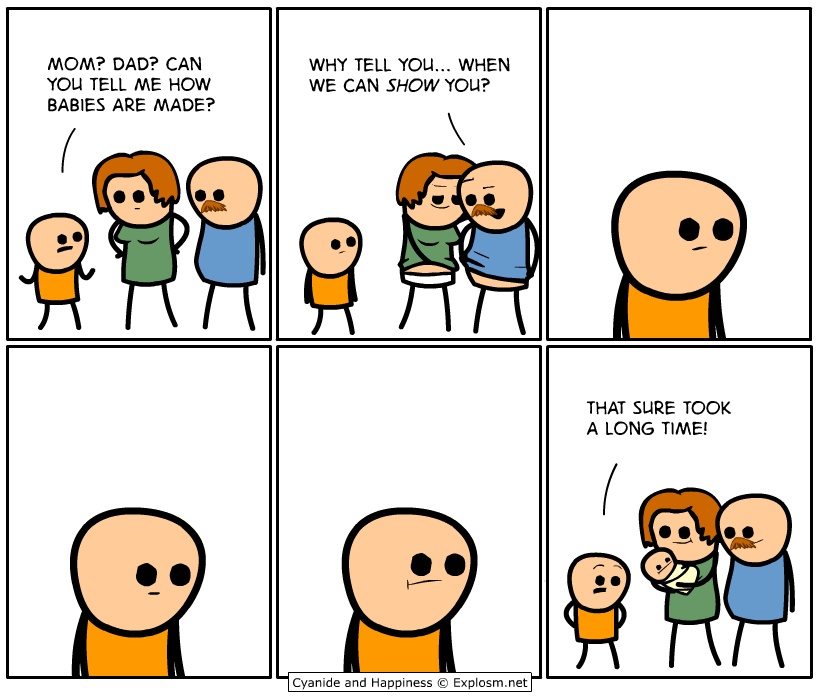 MOM? DAD? CAN
YOU TELL ME HOW
BABIES ARE MADE?
WHY TELL YOU... WHEN
WE CAN SHOW YOU?
THAT SURE TOOK
A LONG TIME!
Cyanide and Happiness © Explosm.net